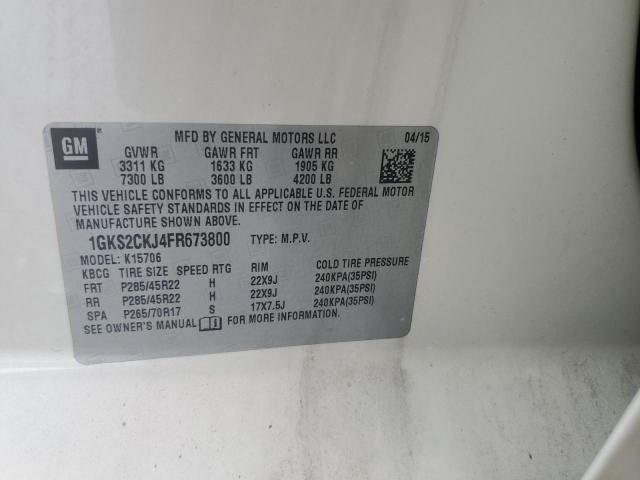 GM
MFD BY GENERAL MOTORS LLC 04/15
GVWR GAWR FRT GAWR RR
3311 KG 1633 KG 1905 KG
7300 LB 3600 LB 4200 LB
THIS VEHICLE CONFORMS TO ALL APPLICABLE U.S. FEDERAL MOTOR
VEHICLE SAFETY STANDARDS IN EFFECT ON THE DATE OF
MANUFACTURE SHOWN ABOVE.
1GKS2CKJ4FR673800 TYPE: M.P.V.
MODEL: K15706
KBCG TIRE SIZE SPEED RTG RIM COLD TIRE PRESSURE
FRT P285/45R22 H 22X9J 240KPA(35PSI)
RR P285/45R22 H 22X9J 240KPA(35PSI)
SPA P265/70R17 S 17X7.5J 240KPA(35PSI)
SEE OWNER'S MANUAL FOR MORE INFORMATION.